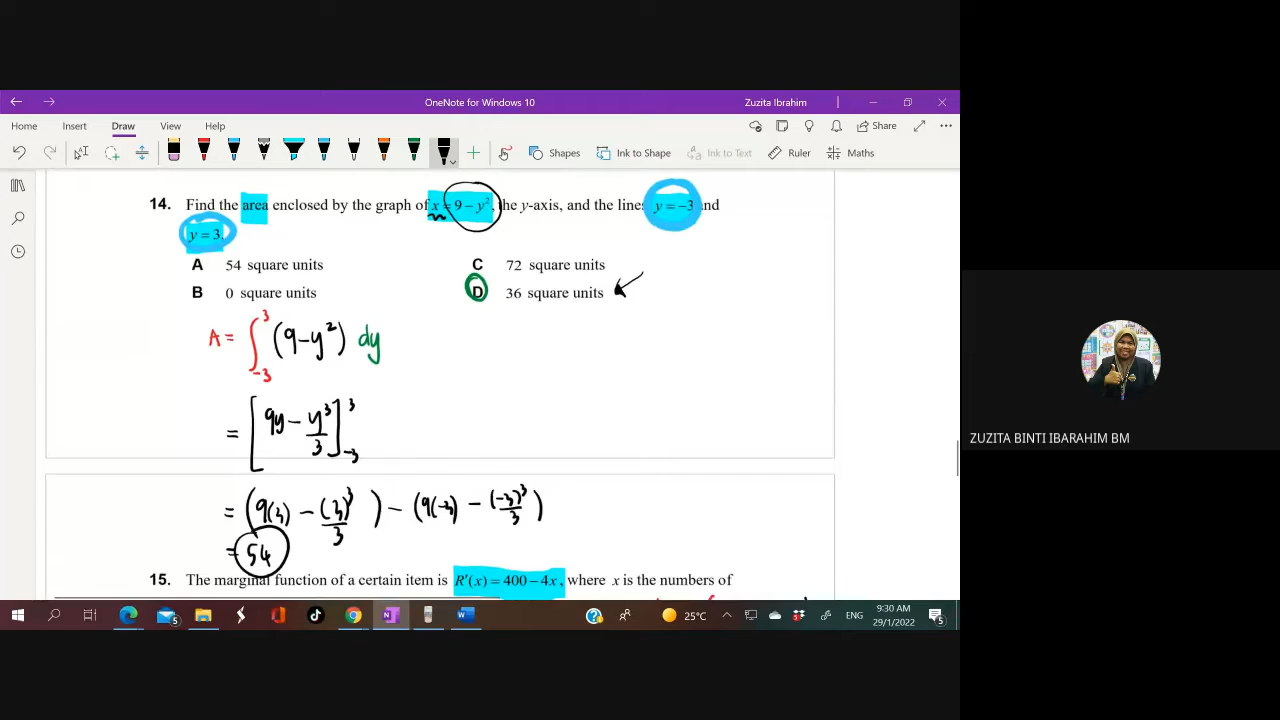 OneNote for Windows 10
Zuzita Ibrahim
Home Insert Draw View Help
Share
Shapes
Ink to Shape
Ink to Text
Ruler
Maths
14. Find the area enclosed by the graph of x = 9 − y², the y-axis, and the lines y = −3 and
y = 3.
A 54 square units
C 72 square units
B 0 square units
D 36 square units
A = ∫₋₃³ (9 − y²) dy
= [9y − y³/3]₋₃³
= (9(3) − (3)³/3) − (9(−3) − (−3)³/3)
= 54
15. The marginal function of a certain item is R'(x) = 400 − 4x, where x is the numbers of
ZUZITA BINTI IBARAHIM BM
5
5
25°C
ENG
9:30 AM
29/1/2022
5